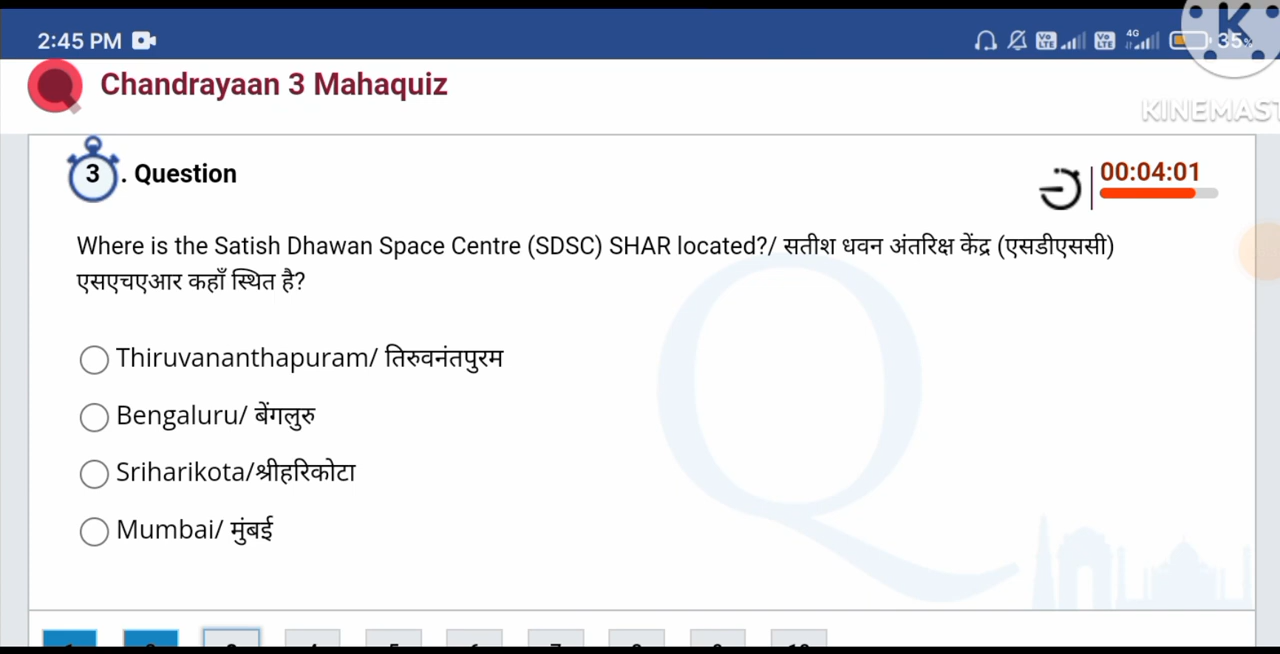 2:45 PM
4G
35%
Chandrayaan 3 Mahaquiz
KINEMAST
3 . Question
00:04:01
Where is the Satish Dhawan Space Centre (SDSC) SHAR located?/ सतीश धवन अंतरिक्ष केंद्र (एसडीएससी)
एसएचएआर कहाँ स्थित है?
Thiruvananthapuram/ तिरुवनंतपुरम
Bengaluru/ बेंगलुरु
Sriharikota/श्रीहरिकोटा
Mumbai/ मुंबई